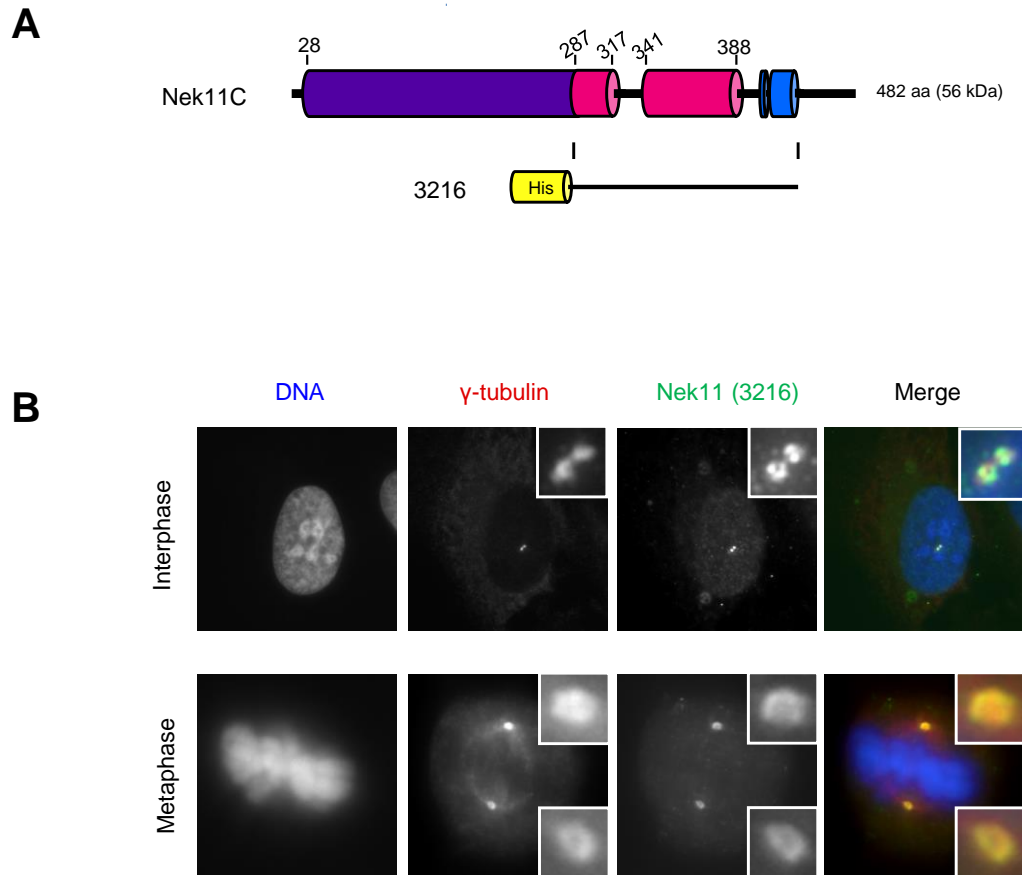 A
28 287 317 341 388
Nek11C 482 aa (56 kDa)
3216 His
B
DNA γ-tubulin Nek11 (3216) Merge
Interphase
Metaphase